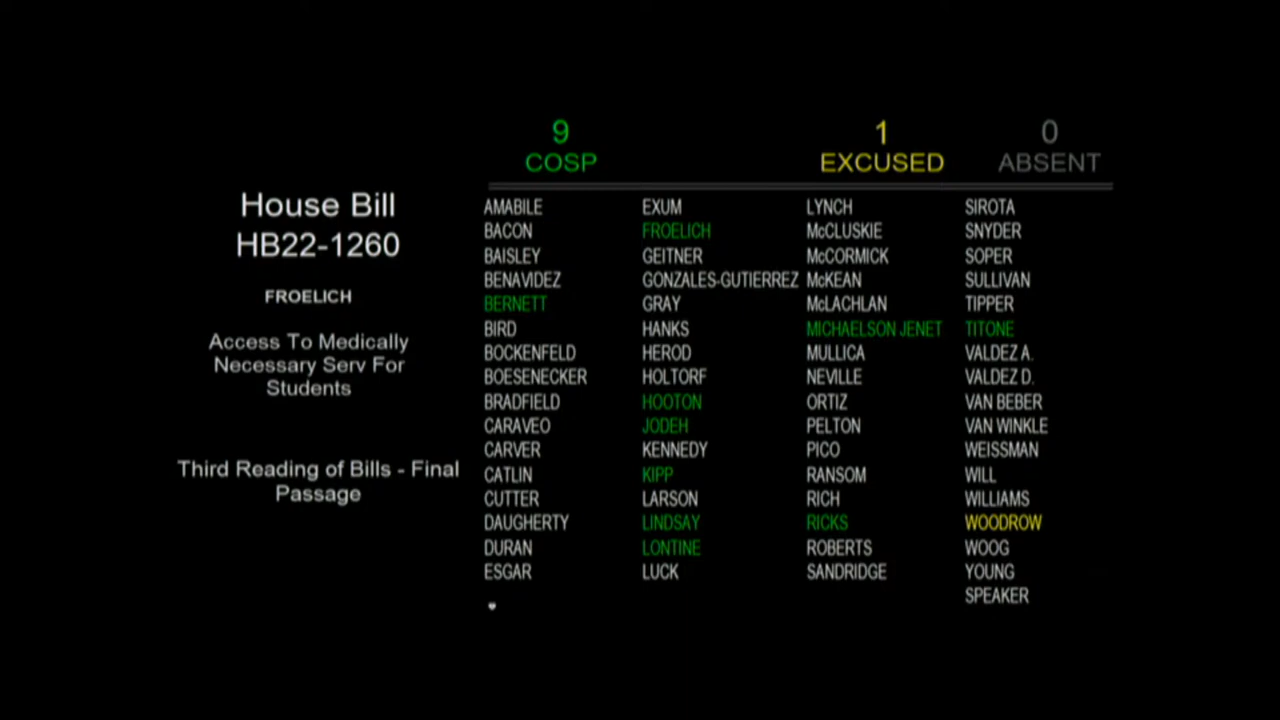 9 1 0
COSP EXCUSED ABSENT
House Bill
HB22-1260
FROELICH
Access To Medically
Necessary Serv For
Students
Third Reading of Bills - Final
Passage
AMABILE EXUM LYNCH SIROTA
BACON FROELICH McCLUSKIE SNYDER
BAISLEY GEITNER McCORMICK SOPER
BENAVIDEZ GONZALES-GUTIERREZ McKEAN SULLIVAN
BERNETT GRAY McLACHLAN TIPPER
BIRD HANKS MICHAELSON JENET TITONE
BOCKENFELD HEROD MULLICA VALDEZ A.
BOESENECKER HOLTORF NEVILLE VALDEZ D.
BRADFIELD HOOTON ORTIZ VAN BEBER
CARAVEO JODEH PELTON VAN WINKLE
CARVER KENNEDY PICO WEISSMAN
CATLIN KIPP RANSOM WILL
CUTTER LARSON RICH WILLIAMS
DAUGHERTY LINDSAY RICKS WOODROW
DURAN LONTINE ROBERTS WOOG
ESGAR LUCK SANDRIDGE YOUNG
SPEAKER